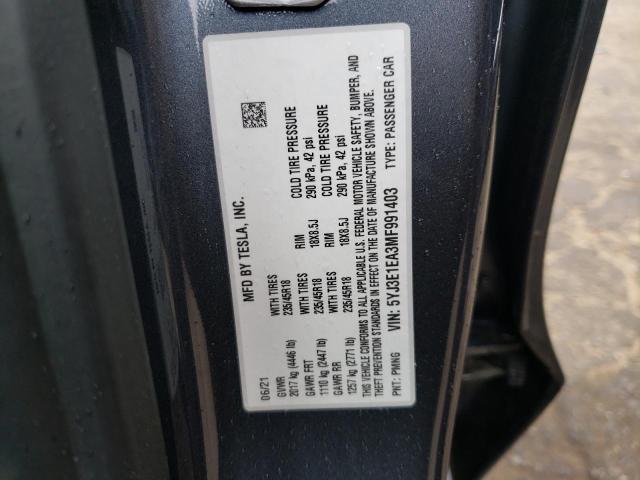 MFD BY TESLA, INC.
06/21
GVWR
2017 kg (4446 lb)
WITH TIRES
235/45R18
RIM
18X8.5J
COLD TIRE PRESSURE
290 kPa, 42 psi
GAWR FRT
1110 kg (2447 lb)
WITH TIRES
235/45R18
RIM
18X8.5J
COLD TIRE PRESSURE
290 kPa, 42 psi
GAWR RR
1257 kg (2771 lb)
THIS VEHICLE CONFORMS TO ALL APPLICABLE U.S. FEDERAL MOTOR VEHICLE SAFETY, BUMPER, AND
THEFT PREVENTION STANDARDS IN EFFECT ON THE DATE OF MANUFACTURE SHOWN ABOVE.
PNT: PMNG
VIN: 5YJ3E1EA3MF991403
TYPE: PASSENGER CAR